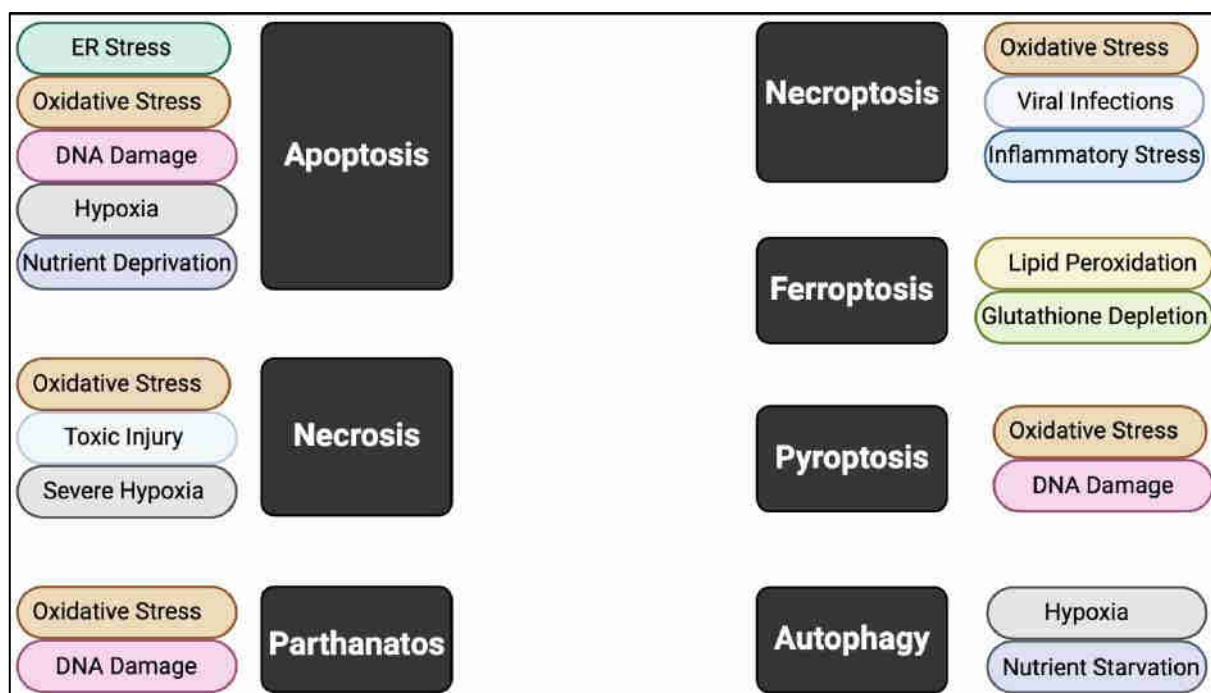 ER Stress
Oxidative Stress
DNA Damage
Hypoxia
Nutrient Deprivation
Apoptosis
Oxidative Stress
Toxic Injury
Severe Hypoxia
Necrosis
Oxidative Stress
DNA Damage
Parthanatos
Necroptosis
Oxidative Stress
Viral Infections
Inflammatory Stress
Ferroptosis
Lipid Peroxidation
Glutathione Depletion
Pyroptosis
Oxidative Stress
DNA Damage
Autophagy
Hypoxia
Nutrient Starvation